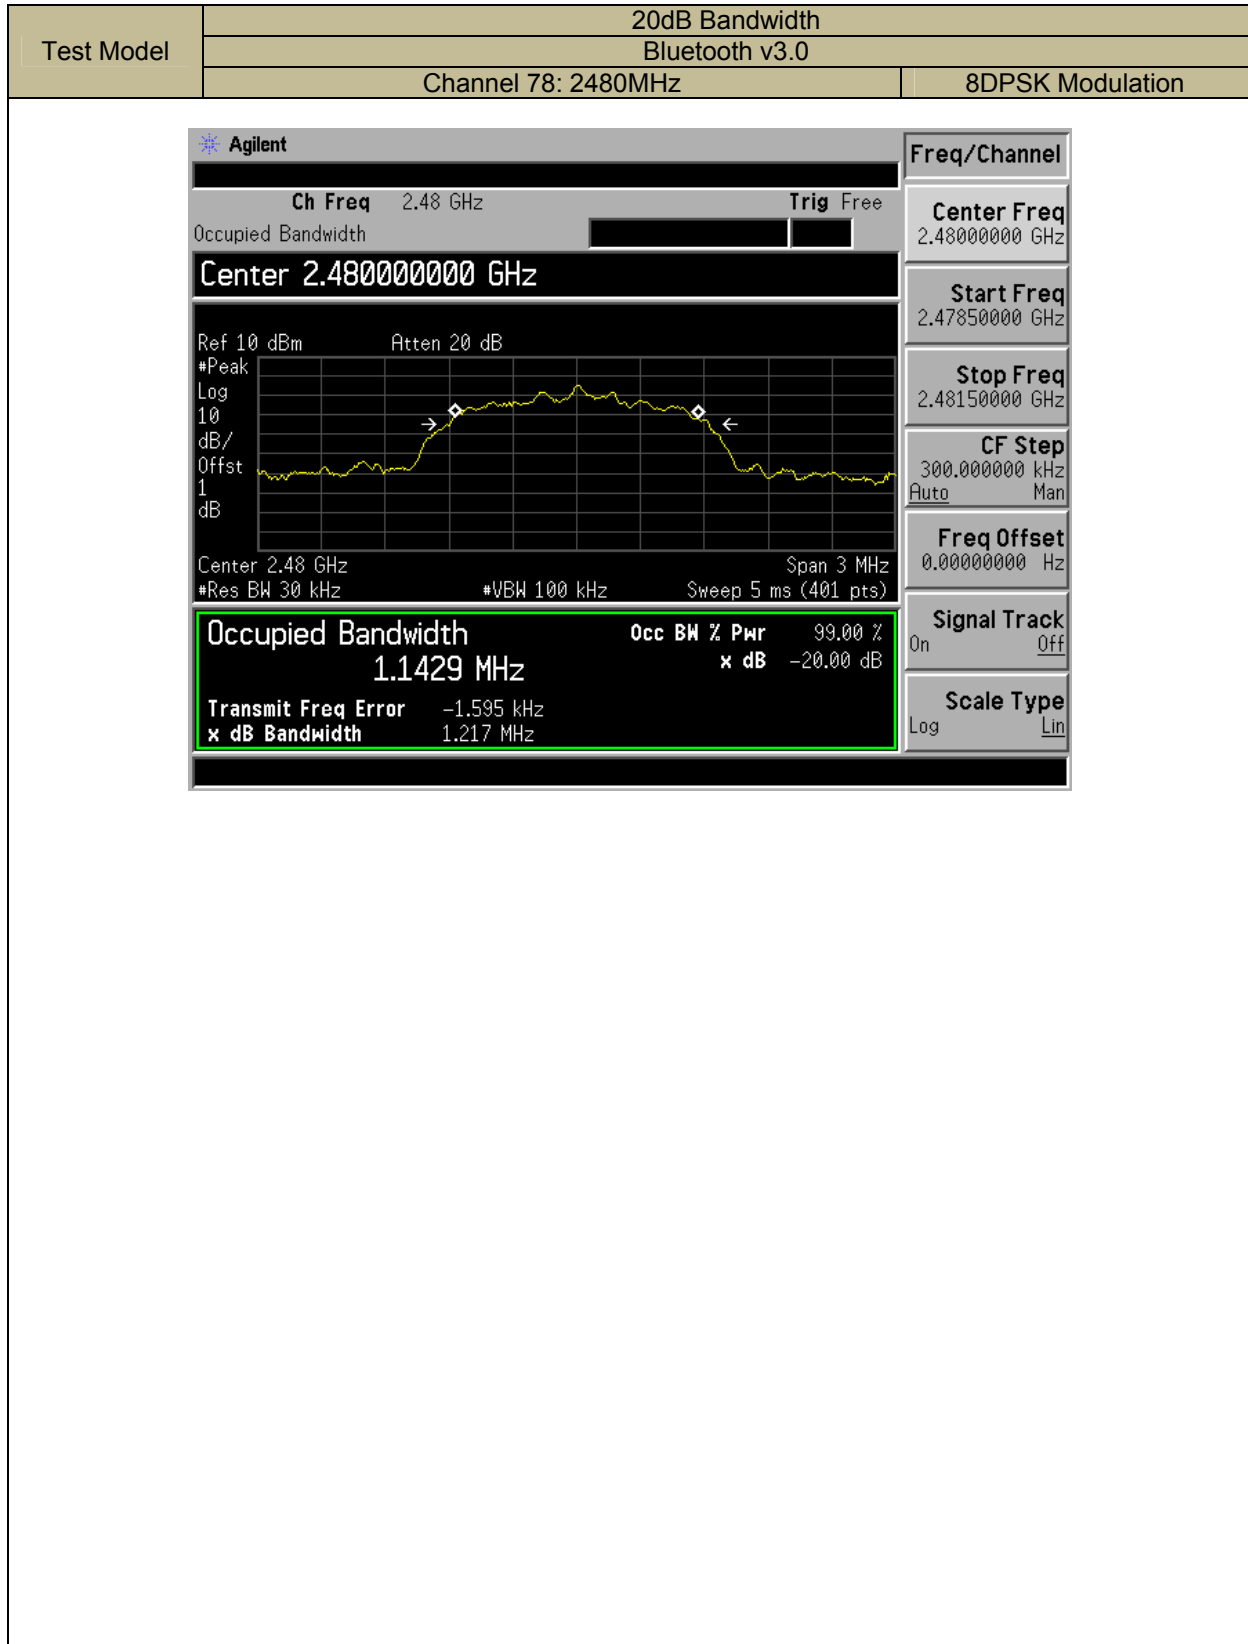 Test Model
20dB Bandwidth
Bluetooth v3.0
Channel 78: 2480MHz
8DPSK Modulation
Agilent
Ch Freq 2.48 GHz Trig Free
Occupied Bandwidth
Center 2.480000000 GHz
Ref 10 dBm Atten 20 dB
#Peak
Log
10
dB/
Offst
1
dB
Center 2.48 GHz Span 3 MHz
#Res BW 30 kHz #VBW 100 kHz Sweep 5 ms (401 pts)
Occupied Bandwidth
1.1429 MHz
Occ BW % Pwr 99.00 %
x dB -20.00 dB
Transmit Freq Error -1.595 kHz
x dB Bandwidth 1.217 MHz
Freq/Channel
Center Freq
2.48000000 GHz
Start Freq
2.47850000 GHz
Stop Freq
2.48150000 GHz
CF Step
300.000000 kHz
Auto Man
Freq Offset
0.00000000 Hz
Signal Track
On Off
Scale Type
Log Lin